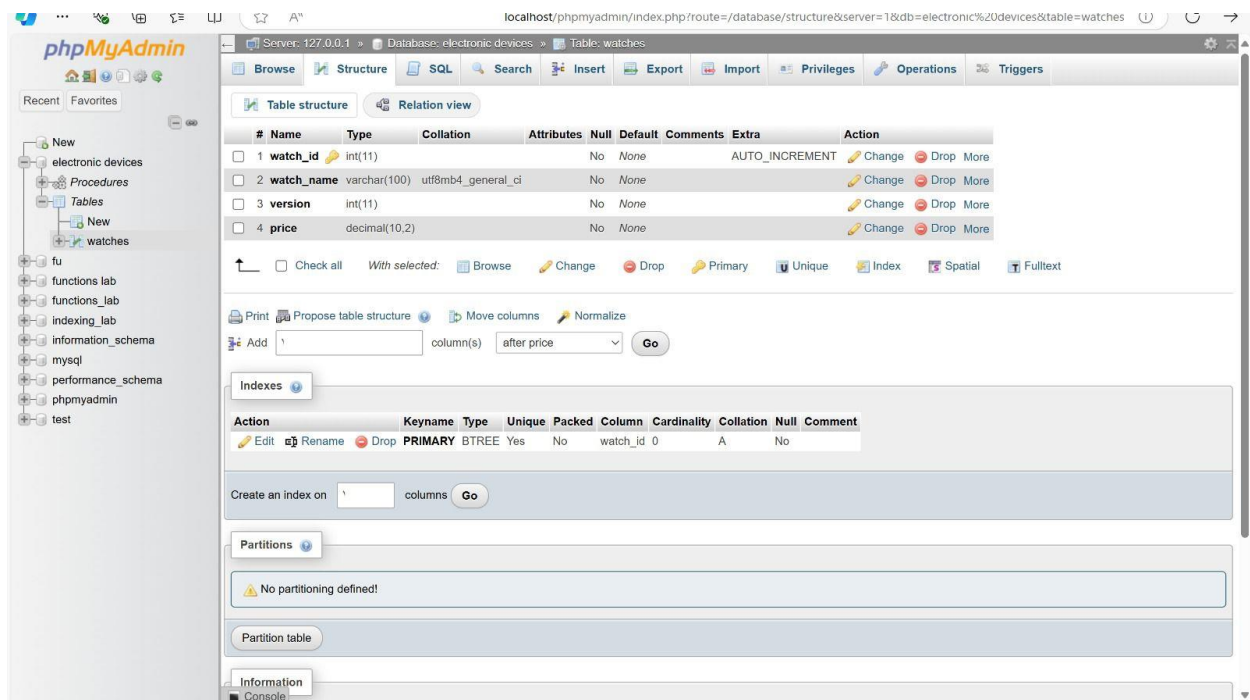 localhost/phpmyadmin/index.php?route=/database/structure&server=1&db=electronic%20devices&table=watches
phpMyAdmin
Recent Favorites
New
electronic devices
Procedures
Tables
New
watches
fu
functions lab
functions_lab
indexing_lab
information_schema
mysql
performance_schema
phpmyadmin
test
Server: 127.0.0.1 » Database: electronic devices » Table: watches
Browse Structure SQL Search Insert Export Import Privileges Operations Triggers
Table structure Relation view
# Name Type Collation Attributes Null Default Comments Extra Action
1 watch_id int(11) No None AUTO_INCREMENT Change Drop More
2 watch_name varchar(100) utf8mb4_general_ci No None Change Drop More
3 version int(11) No None Change Drop More
4 price decimal(10,2) No None Change Drop More
Check all With selected: Browse Change Drop Primary Unique Index Spatial Fulltext
Print Propose table structure Move columns Normalize
Add column(s) after price Go
Indexes
Action Keyname Type Unique Packed Column Cardinality Collation Null Comment
Edit Rename Drop PRIMARY BTREE Yes No watch_id 0 A No
Create an index on columns Go
Partitions
No partitioning defined!
Partition table
Information
Console